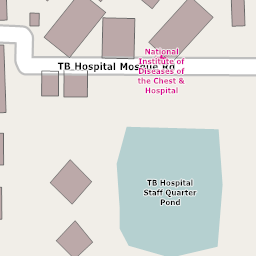 National
Institute of
Diseases of
the Chest &
Hospital
TB Hospital Mosque Rd
TB Hospital
Staff Quarter
Pond